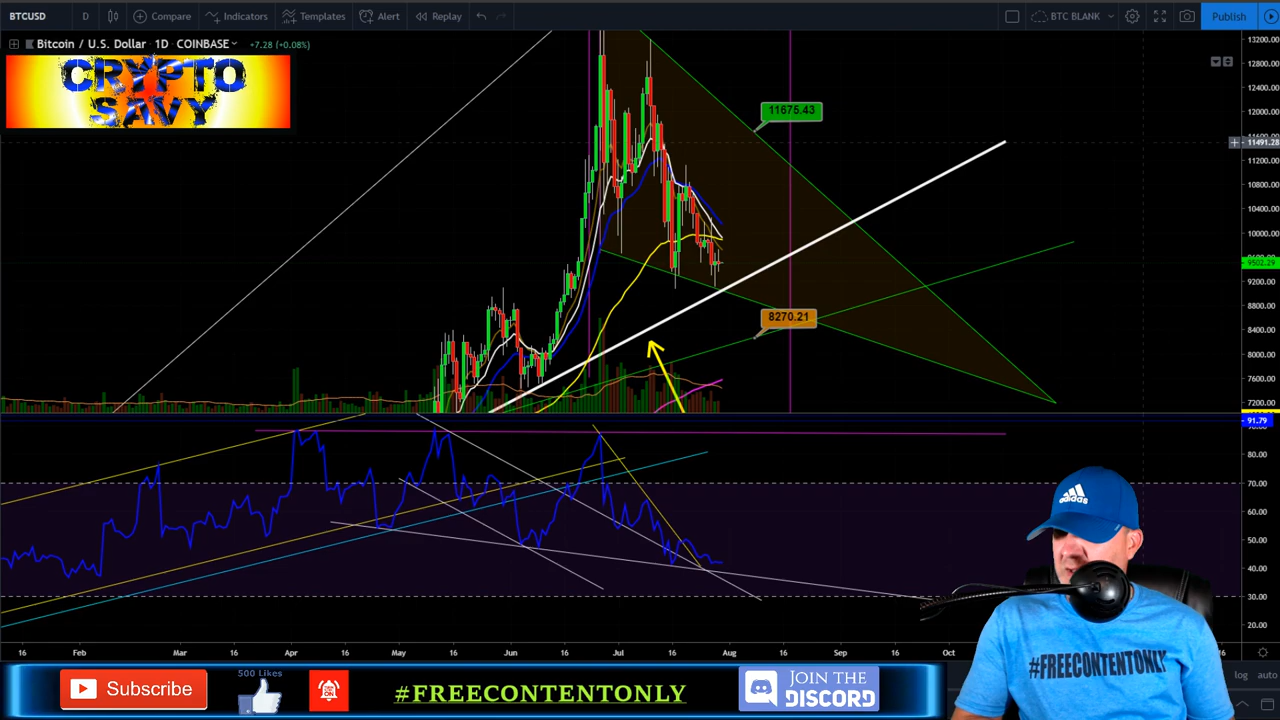 BTCUSD D Compare Indicators Templates Alert Replay BTC BLANK Publish
Bitcoin / U.S. Dollar · 1D · COINBASE +7.28 (+0.08%)
CRYPTO
SAVY
13200.00
12800.00
12400.00
12000.00
11675.43
11491.28
11200.00
10800.00
10400.00
10000.00
9502.29
9200.00
8800.00
8270.21
8400.00
8000.00
7600.00
7200.00
91.79
80.00
70.00
60.00
50.00
40.00
30.00
20.00
adidas
#FREECONTENTONLY
16 Feb 16 Mar 16 Apr 16 May 16 Jun 16 Jul 16 Aug 16 Sep 16 Oct 16
log auto
500 Likes
Subscribe
#FREECONTENTONLY
JOIN THE
DISCORD